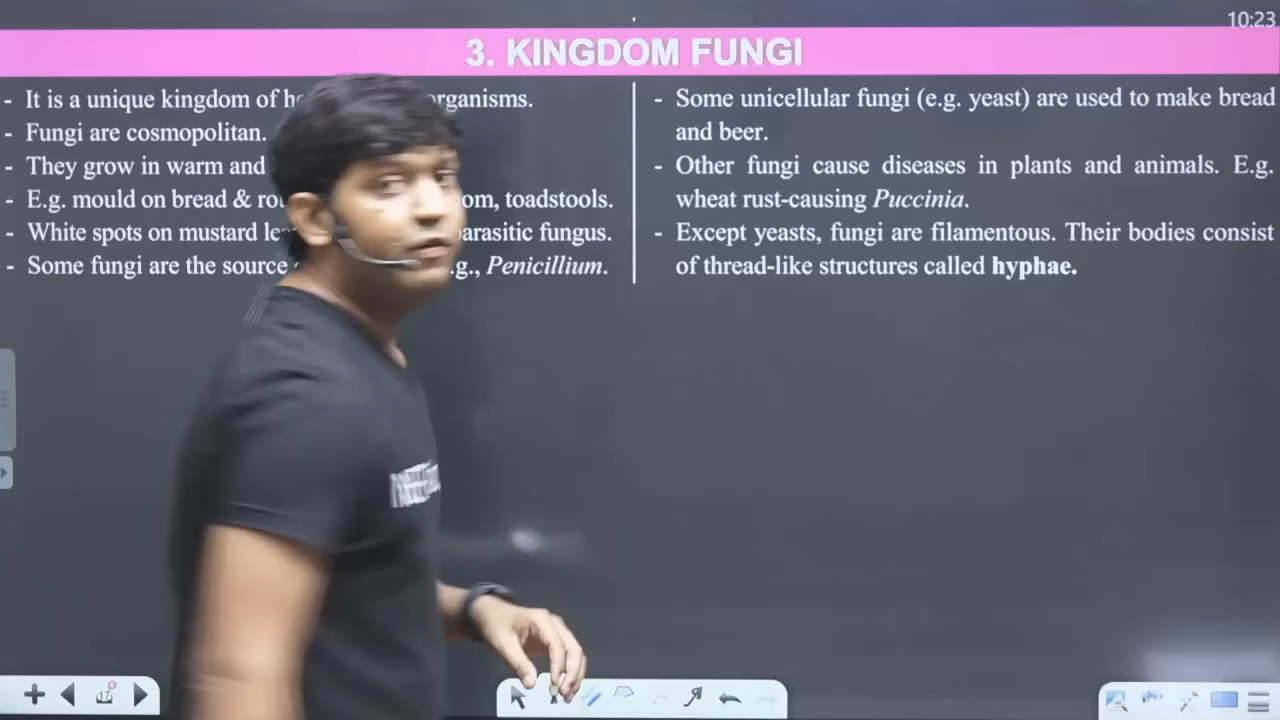 10:23
3. KINGDOM FUNGI
- It is a unique kingdom of organisms.
- Fungi are cosmopolitan.
- They grow in warm and
- E.g. mould on bread & toadstools.
- White spots on mustard fungus.
- Some fungi are the source Penicillium.
- Some unicellular fungi (e.g. yeast) are used to make bread
and beer.
- Other fungi cause diseases in plants and animals. E.g.
wheat rust-causing Puccinia.
- Except yeasts, fungi are filamentous. Their bodies consist
of thread-like structures called hyphae.